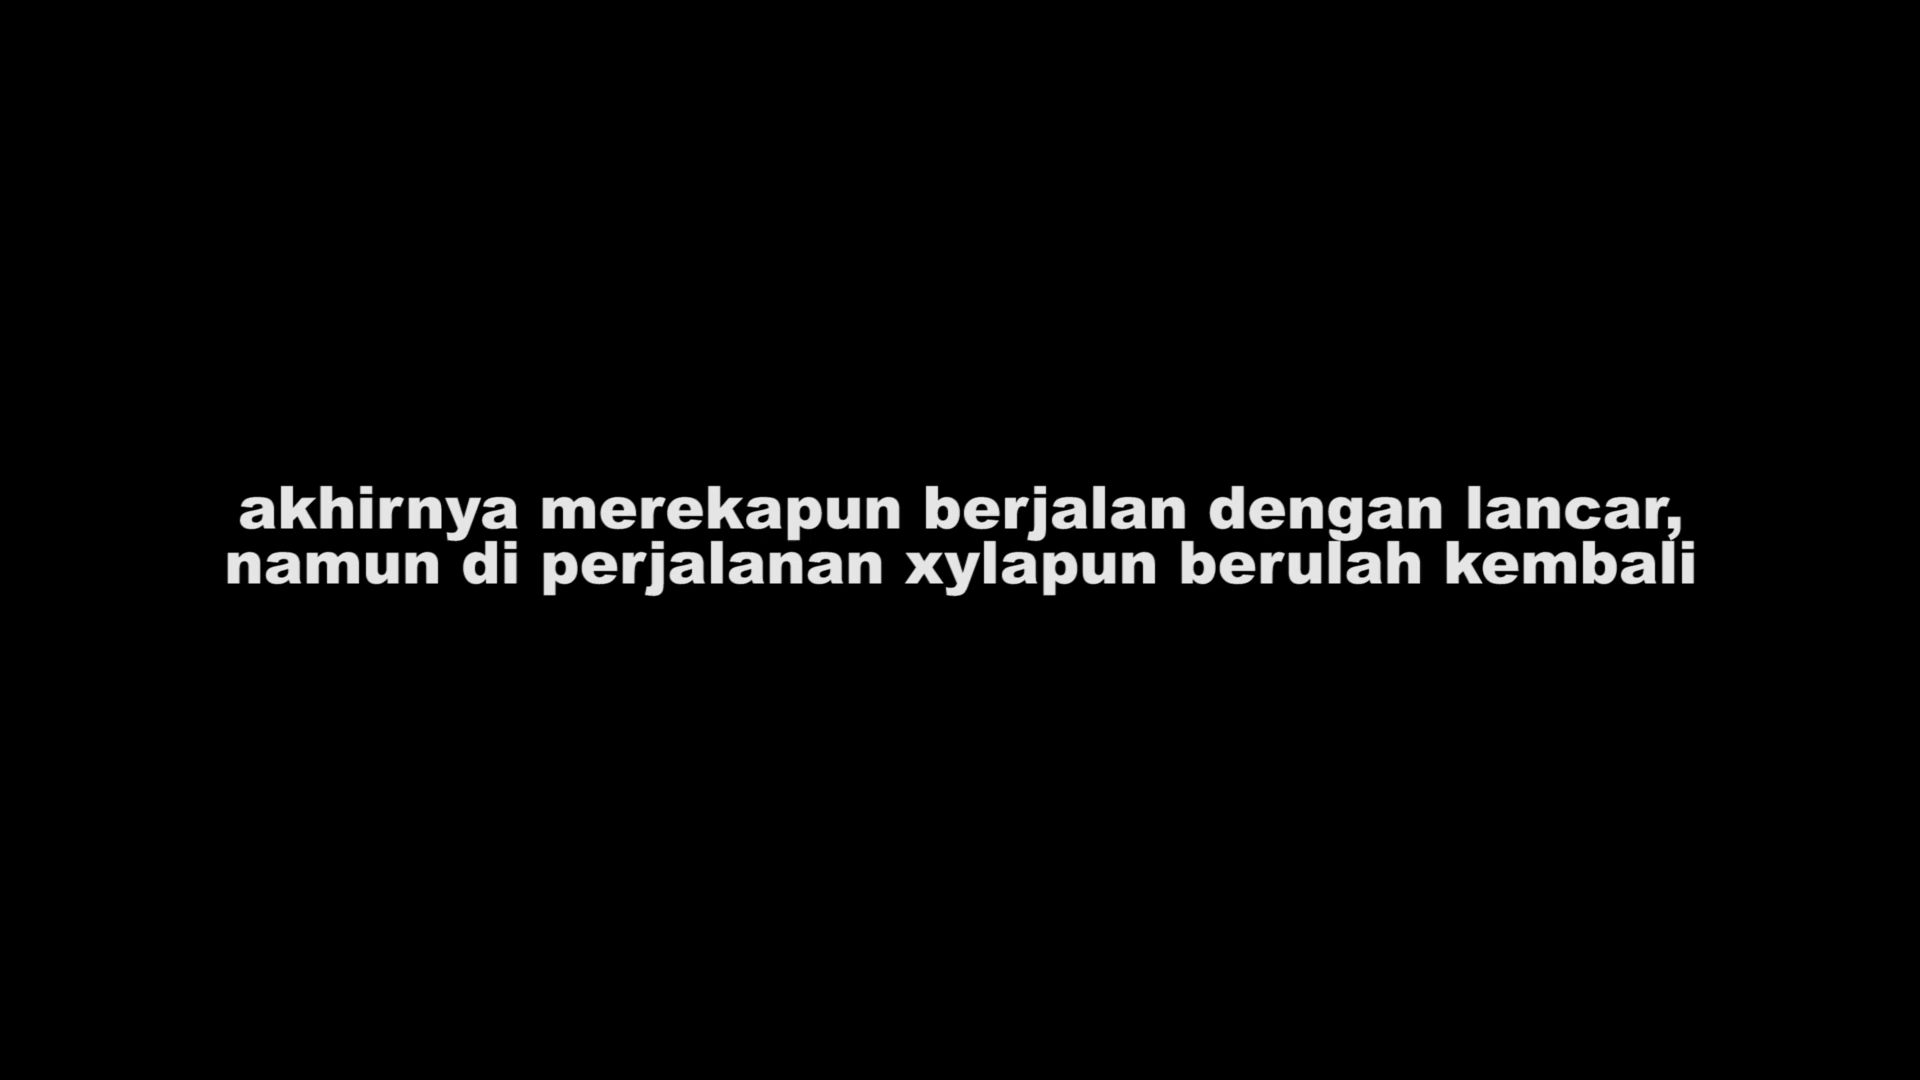 akhirnya merekapun berjalan dengan lancar,
namun di perjalanan xylapun berulah kembali